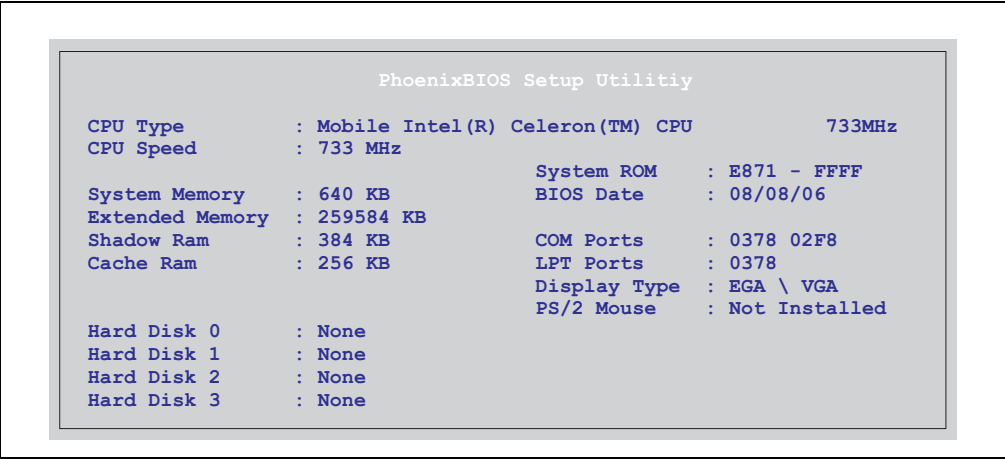 PhoenixBIOS Setup Utilitiy
CPU Type : Mobile Intel(R) Celeron(TM) CPU 733MHz
CPU Speed : 733 MHz
System ROM : E871 - FFFF
System Memory : 640 KB BIOS Date : 08/08/06
Extended Memory : 259584 KB
Shadow Ram : 384 KB COM Ports : 0378 02F8
Cache Ram : 256 KB LPT Ports : 0378
Display Type : EGA \ VGA
PS/2 Mouse : Not Installed
Hard Disk 0 : None
Hard Disk 1 : None
Hard Disk 2 : None
Hard Disk 3 : None